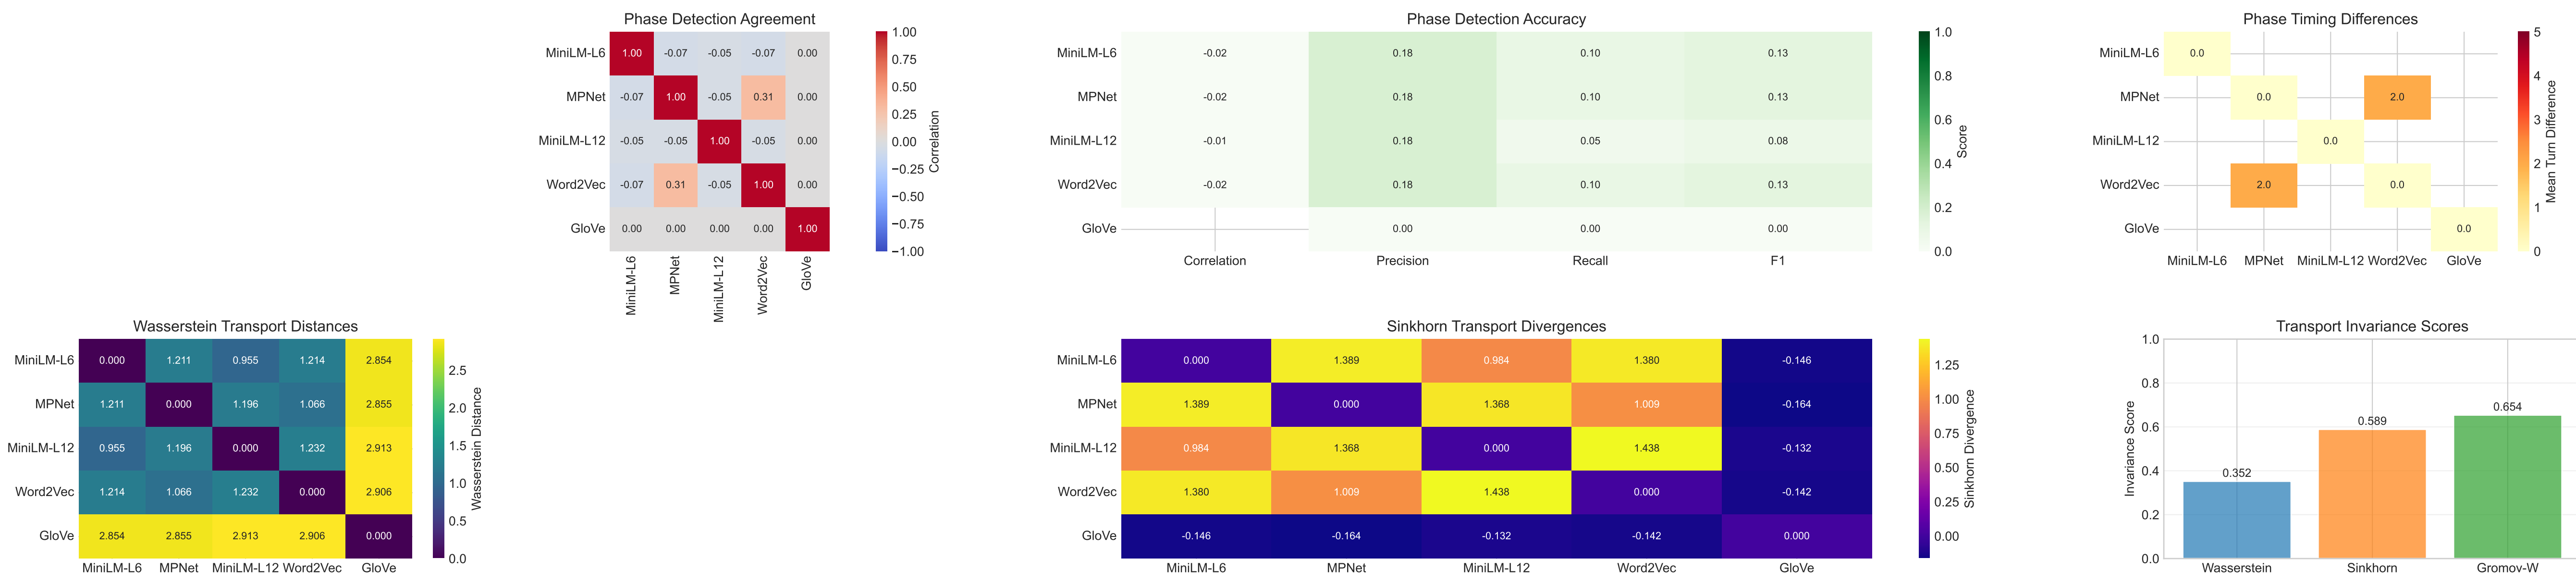 Phase Detection Agreement
MiniLM-L6 1.00 -0.07 -0.05 -0.07 0.00
MPNet -0.07 1.00 -0.05 0.31 0.00
MiniLM-L12 -0.05 -0.05 1.00 -0.05 0.00
Word2Vec -0.07 0.31 -0.05 1.00 0.00
GloVe 0.00 0.00 0.00 0.00 1.00
MiniLM-L6 MPNet MiniLM-L12 Word2Vec GloVe
1.00
0.75
0.50
0.25
0.00
−0.25
−0.50
−0.75
−1.00
Correlation
Phase Detection Accuracy
MiniLM-L6 -0.02 0.18 0.10 0.13
MPNet -0.02 0.18 0.10 0.13
MiniLM-L12 -0.01 0.18 0.05 0.08
Word2Vec -0.02 0.18 0.10 0.13
GloVe 0.00 0.00 0.00
Correlation Precision Recall F1
1.0
0.8
0.6
0.4
0.2
0.0
Score
Phase Timing Differences
MiniLM-L6 0.0
MPNet 0.0 2.0
MiniLM-L12 0.0
Word2Vec 2.0 0.0
GloVe 0.0
MiniLM-L6 MPNet MiniLM-L12 Word2Vec GloVe
5
4
3
2
1
0
Mean Turn Difference
Wasserstein Transport Distances
MiniLM-L6 0.000 1.211 0.955 1.214 2.854
MPNet 1.211 0.000 1.196 1.066 2.855
MiniLM-L12 0.955 1.196 0.000 1.232 2.913
Word2Vec 1.214 1.066 1.232 0.000 2.906
GloVe 2.854 2.855 2.913 2.906 0.000
MiniLM-L6 MPNet MiniLM-L12 Word2Vec GloVe
2.5
2.0
1.5
1.0
0.5
0.0
Wasserstein Distance
Sinkhorn Transport Divergences
MiniLM-L6 0.000 1.389 0.984 1.380 -0.146
MPNet 1.389 0.000 1.368 1.009 -0.164
MiniLM-L12 0.984 1.368 0.000 1.438 -0.132
Word2Vec 1.380 1.009 1.438 0.000 -0.142
GloVe -0.146 -0.164 -0.132 -0.142 0.000
MiniLM-L6 MPNet MiniLM-L12 Word2Vec GloVe
1.25
1.00
0.75
0.50
0.25
0.00
Sinkhorn Divergence
Transport Invariance Scores
1.0
0.8
0.6
0.4
0.2
0.0
Invariance Score
0.352 0.589 0.654
Wasserstein Sinkhorn Gromov-W